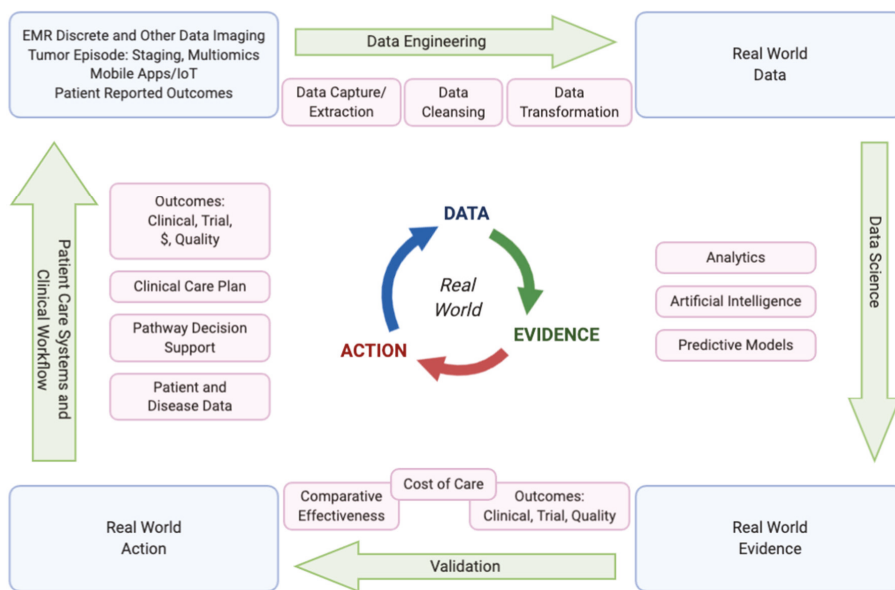 EMR Discrete and Other Data Imaging
Tumor Episode: Staging, Multiomics
Mobile Apps/IoT
Patient Reported Outcomes
Data Engineering
Data Capture/
Extraction
Data
Cleansing
Data
Transformation
Real World
Data
Patient Care Systems and
Clinical Workflow
Outcomes:
Clinical, Trial,
$, Quality
Clinical Care Plan
Pathway Decision
Support
Patient and
Disease Data
DATA
Real
World
EVIDENCE
ACTION
Analytics
Artificial Intelligence
Predictive Models
Data Science
Real World
Action
Comparative
Effectiveness
Cost of Care
Outcomes:
Clinical, Trial, Quality
Validation
Real World
Evidence